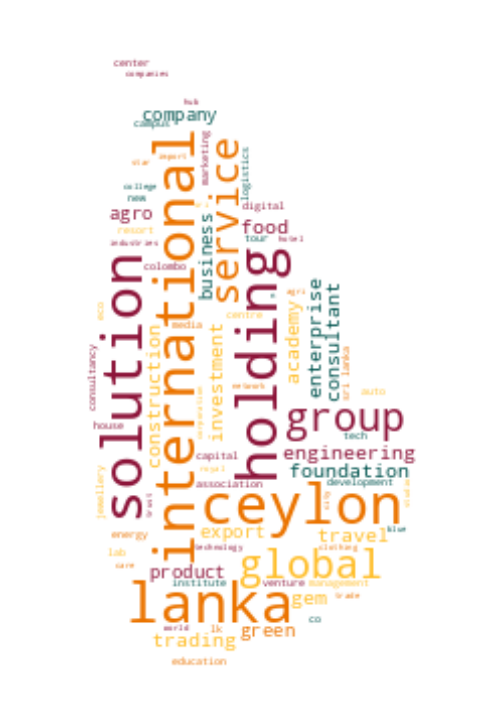 center
companies
hub
company
campus
star
import
marketing
international
service
logistics
college
new
agro
resort
industries
digital
food
tour
hotel
business
colombo
solution
holding
eco
media
centre
agri
enterprise
consultant
academy
investment
construction
consultancy
sri lanka
network
auto
corporation
house
group
tech
capital
engineering
royal
foundation
jewellery
trust
association
development
estate
city
ceylon
blue
energy
export
travel
technology
clothing
lab
care
global
product
institute
venture
management
lanka
gem
trade
co
world
lk
green
trading
education